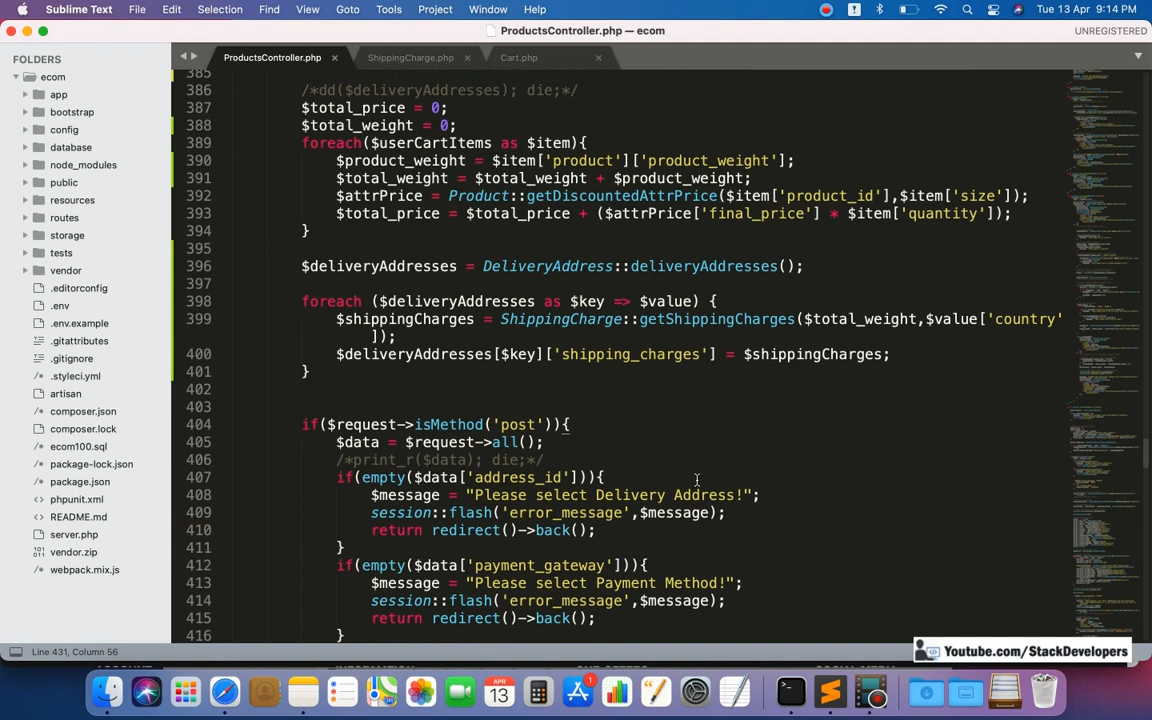 Sublime Text File Edit Selection Find View Goto Tools Project Window Help Tue 13 Apr 9:14 PM
ProductsController.php — ecom UNREGISTERED
FOLDERS
ecom
app
bootstrap
config
database
node_modules
public
resources
routes
storage
tests
vendor
.editorconfig
.env
.env.example
.gitattributes
.gitignore
.styleci.yml
artisan
composer.json
composer.lock
ecom100.sql
package-lock.json
package.json
phpunit.xml
README.md
server.php
vendor.zip
webpack.mix.js
ProductsController.php × ShippingCharge.php × Cart.php ×
385
386 /*dd($deliveryAddresses); die;*/
387 $total_price = 0;
388 $total_weight = 0;
389 foreach($userCartItems as $item){
390 $product_weight = $item['product']['product_weight'];
391 $total_weight = $total_weight + $product_weight;
392 $attrPrice = Product::getDiscountedAttrPrice($item['product_id'],$item['size']);
393 $total_price = $total_price + ($attrPrice['final_price'] * $item['quantity']);
394 }
395
396 $deliveryAddresses = DeliveryAddress::deliveryAddresses();
397
398 foreach ($deliveryAddresses as $key => $value) {
399 $shippingCharges = ShippingCharge::getShippingCharges($total_weight,$value['country'
]);
400 $deliveryAddresses[$key]['shipping_charges'] = $shippingCharges;
401 }
402
403
404 if($request->isMethod('post')){
405 $data = $request->all();
406 /*print_r($data); die;*/
407 if(empty($data['address_id'])){
408 $message = "Please select Delivery Address!";
409 session::flash('error_message',$message);
410 return redirect()->back();
411 }
412 if(empty($data['payment_gateway'])){
413 $message = "Please select Payment Method!";
414 session::flash('error_message',$message);
415 return redirect()->back();
416 }
Line 431, Column 56
Youtube.com/StackDevelopers
APR
13
1